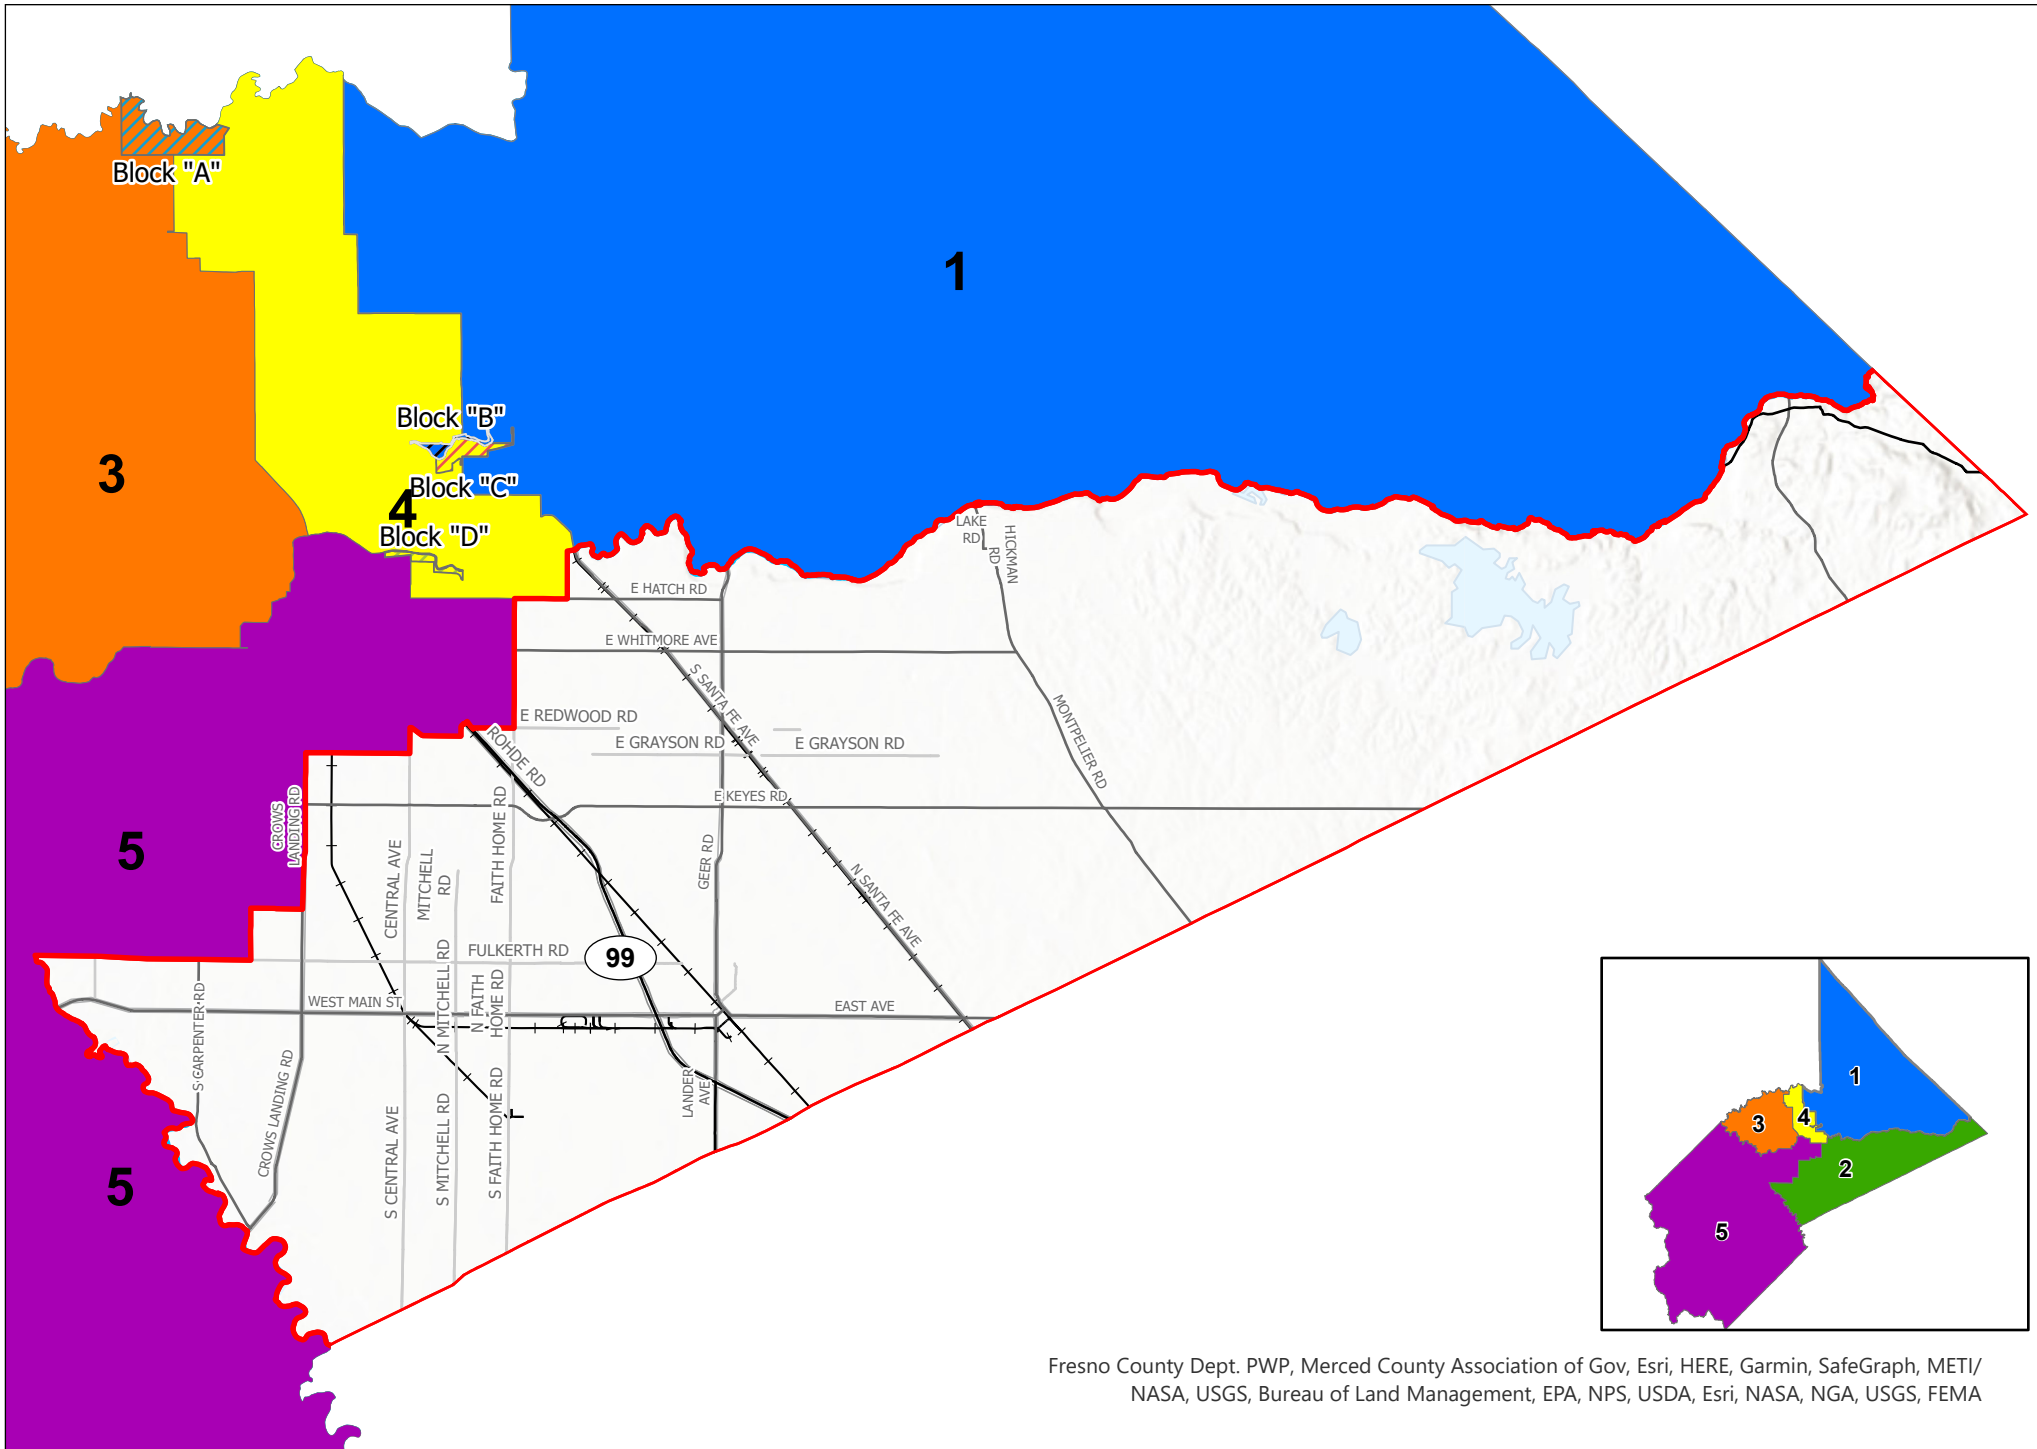 Block "A"
1
3
Block "B"
Block "C"
4
Block "D"
LAKE
RD
HICKMAN
RD
E HATCH RD
E WHITMORE AVE
S SANTA FE AVE
E REDWOOD RD
ROHDE RD
E GRAYSON RD
E GRAYSON RD
MONTPELIER RD
E KEYES RD
CROWS
LANDING RD
FAITH HOME RD
5
CENTRAL AVE
MITCHELL
RD
GEER RD
N SANTA FE AVE
FULKERTH RD
99
S CARPENTER RD
WEST MAIN ST
N MITCHELL RD
N FAITH
HOME RD
EAST AVE
CROWS LANDING RD
LANDER
AVE
5
S CENTRAL AVE
S MITCHELL RD
S FAITH HOME RD
1
3
4
2
5
Fresno County Dept. PWP, Merced County Association of Gov, Esri, HERE, Garmin, SafeGraph, METI/
NASA, USGS, Bureau of Land Management, EPA, NPS, USDA, Esri, NASA, NGA, USGS, FEMA